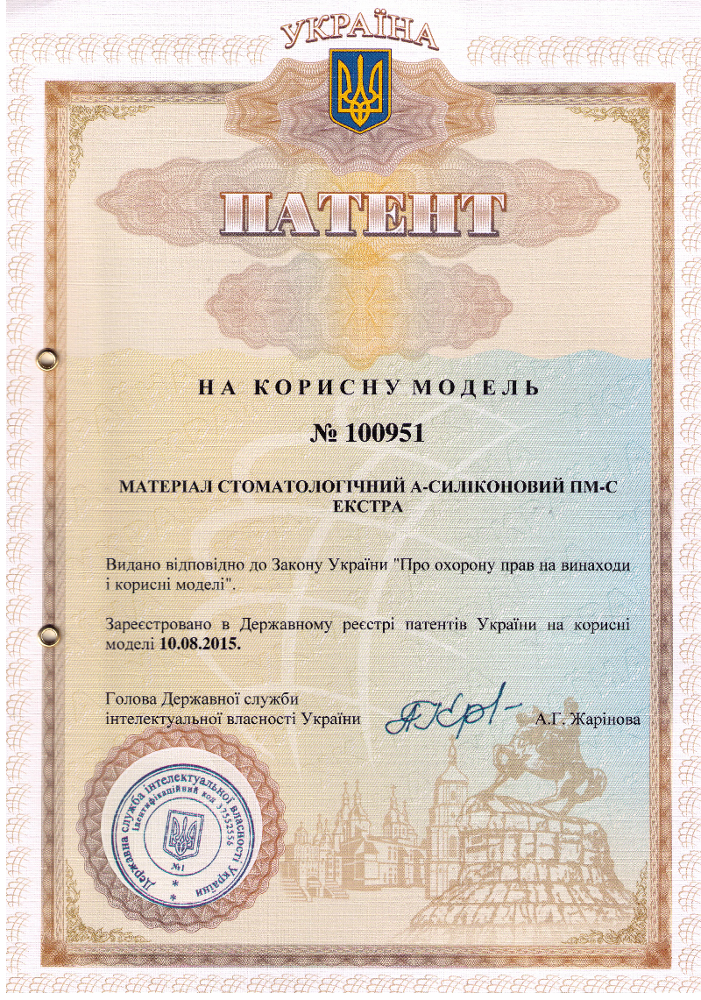 УКРАЇНА
ПАТЕНТ
НА КОРИСНУ МОДЕЛЬ
№ 100951
МАТЕРІАЛ СТОМАТОЛОГІЧНИЙ А-СИЛІКОНОВИЙ ПМ-С
ЕКСТРА
Видано відповідно до Закону України "Про охорону прав на винаходи
і корисні моделі".
Зареєстровано в Державному реєстрі патентів України на корисні
моделі 10.08.2015.
Голова Державної служби
інтелектуальної власності України
А.Г. Жарінова
Державна служба інтелектуальної власності України
ідентифікаційний код 37552556
№1
* *